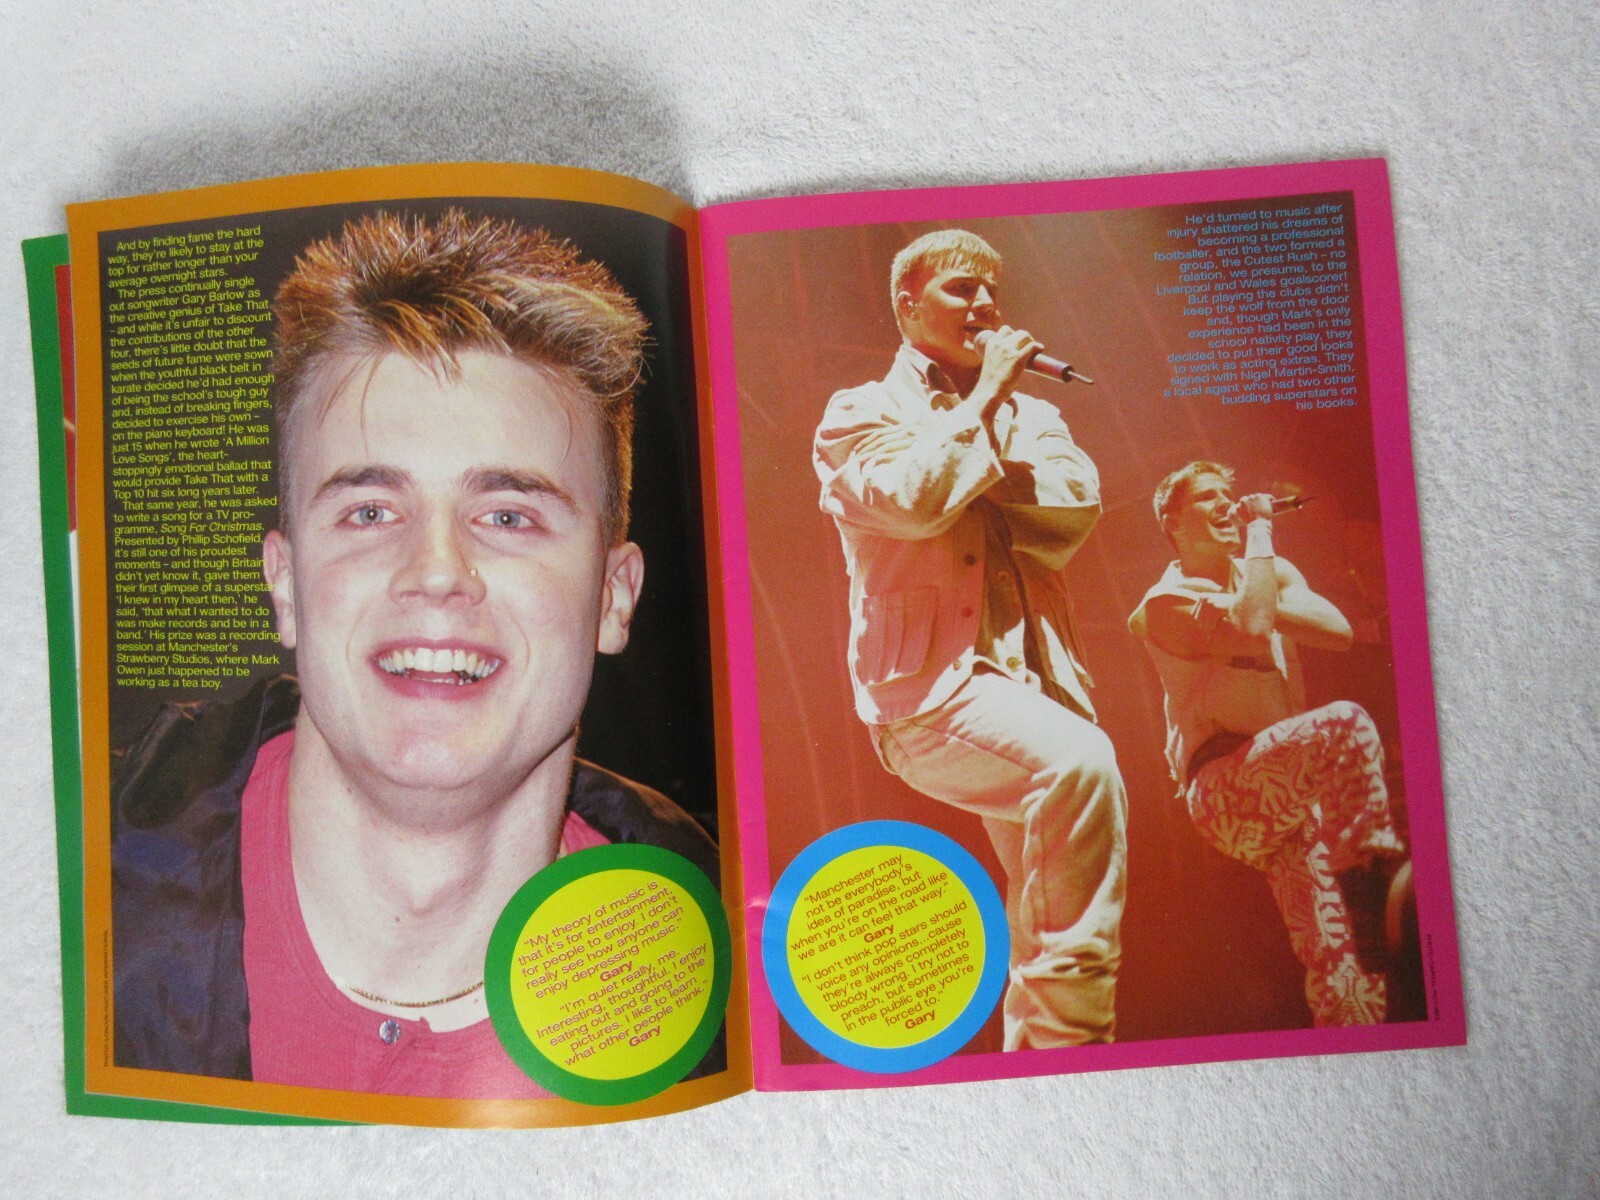 And by finding fame the hard
way, they're likely to stay at the
top for rather longer than your
average overnight stars.
The press continually single
out songwriter Gary Barlow as
the creative genius of Take That
– and while it's unfair to discount
the contributions of the other
four, there's little doubt that the
seeds of future fame were sown
when the youthful black belt in
karate decided he'd had enough
of being the school's tough guy
and, instead of breaking fingers,
decided to exercise his own –
on the piano keyboard! He was
just 15 when he wrote 'A Million
Love Songs', the heart-
stoppingly emotional ballad that
would provide Take That with a
Top 10 hit six long years later.
That same year, he was asked
to write a song for a TV pro-
gramme, Song For Christmas.
Presented by Phillip Schofield,
it's still one of his proudest
moments – and though Britain
didn't yet know it, gave them
their first glimpse of a superstar.
'I knew in my heart then,' he
said, 'that what I wanted to do
was make records and be in a
band.' His prize was a recording
session at Manchester's
Strawberry Studios, where Mark
Owen just happened to be
working as a tea boy.
"My theory of music is
that it's for entertainment,
for people to enjoy. I don't
really see how anyone can
enjoy depressing music."
Gary
"I'm quiet really, me.
Interesting, thoughtful. I enjoy
eating out and going to the
pictures. I like to learn
what other people think."
Gary
He'd turned to music after
injury shattered his dreams of
becoming a professional
footballer, and the two formed a
group, the Cutest Rush – no
relation, we presume, to the
Liverpool and Wales goalscorer!
But playing the clubs didn't
keep the wolf from the door
and, though Mark's only
experience had been in the
school nativity play, they
decided to put their good looks
to work as acting extras. They
signed with Nigel Martin-Smith,
a local agent who had two other
budding superstars on
his books.
"Manchester may
not be everybody's
idea of paradise, but
when you're on the road like
we are it can feel that way."
Gary
"I don't think pop stars should
voice any opinions...cause
they're always completely
bloody wrong. I try not to
preach, but sometimes
in the public eye you're
forced to."
Gary